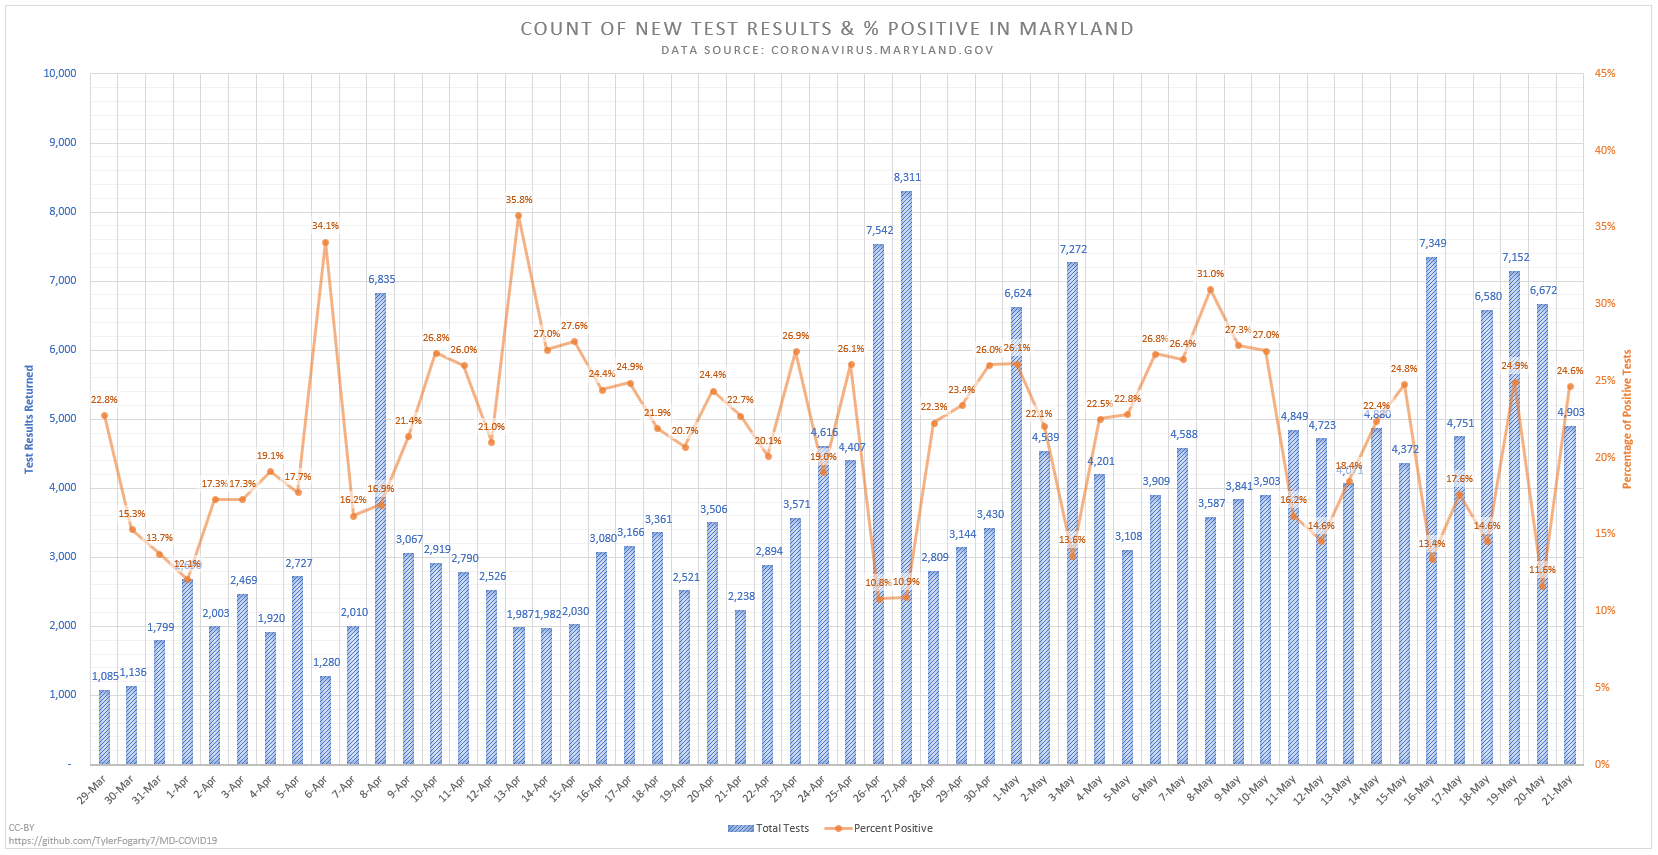 COUNT OF NEW TEST RESULTS & % POSITIVE IN MARYLAND
DATA SOURCE: CORONAVIRUS.MARYLAND.GOV
Test Results Returned
10,000
9,000
8,000
7,000
6,000
5,000
4,000
3,000
2,000
1,000
-
45%
40%
35%
30%
25%
20%
15%
10%
5%
0%
Percentage of Positive Tests
1,085
1,136
1,799
2,003
2,469
1,920
2,727
1,280
2,010
6,835
3,067
2,919
2,790
2,526
1,987
1,982
2,030
3,080
3,166
3,361
2,521
3,506
2,238
2,894
3,571
4,616
4,407
7,542
8,311
2,809
3,144
3,430
6,624
4,539
7,272
4,201
3,108
3,909
4,588
3,587
3,841
3,903
4,849
4,723
4,880
4,372
7,349
4,751
6,580
7,152
6,672
4,903
22.8%
15.3%
13.7%
12.1%
17.3%
17.3%
19.1%
17.7%
34.1%
16.2%
16.9%
21.4%
26.8%
26.0%
21.0%
35.8%
27.0%
27.6%
24.4%
24.9%
21.9%
20.7%
24.4%
22.7%
20.1%
26.9%
19.0%
26.1%
10.8%
10.9%
22.3%
23.4%
26.0%
26.1%
22.1%
13.6%
22.5%
22.8%
26.8%
26.4%
31.0%
27.3%
27.0%
16.2%
14.6%
18.4%
22.4%
24.8%
13.4%
17.6%
14.6%
24.9%
11.6%
24.6%
29-Mar
30-Mar
31-Mar
1-Apr
2-Apr
3-Apr
4-Apr
5-Apr
6-Apr
7-Apr
8-Apr
9-Apr
10-Apr
11-Apr
12-Apr
13-Apr
14-Apr
15-Apr
16-Apr
17-Apr
18-Apr
19-Apr
20-Apr
21-Apr
22-Apr
23-Apr
24-Apr
25-Apr
26-Apr
27-Apr
28-Apr
29-Apr
30-Apr
1-May
2-May
3-May
4-May
5-May
6-May
7-May
8-May
9-May
10-May
11-May
12-May
13-May
14-May
15-May
16-May
17-May
18-May
19-May
20-May
21-May
Total Tests
Percent Positive
CC-BY
https://github.com/TylerFogarty7/MD-COVID19